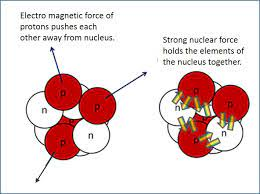 Electro magnetic force of
protons pushes each
other away from nucleus.
Strong nuclear force
holds the elements of
the nucleus together.
p
n
p
n
p
p
n
p
n
p